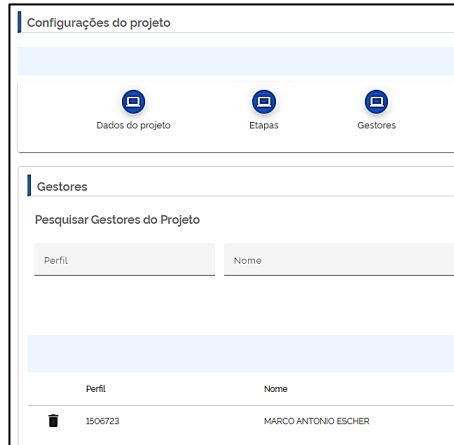 Configurações do projeto
Dados do projeto Etapas Gestores
Gestores
Pesquisar Gestores do Projeto
Perfil Nome
Perfil Nome
1506723 MARCO ANTONIO ESCHER